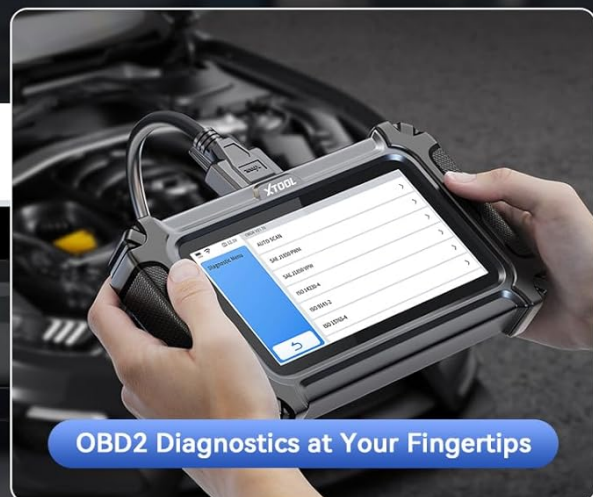 XTOOL
Diagnostic Menu
AUTO SCAN
SAE J1850 PWM
SAE J1850 VPW
ISO 14230-4
ISO 9141-2
ISO 15765-4
OBD2 Diagnostics at Your Fingertips